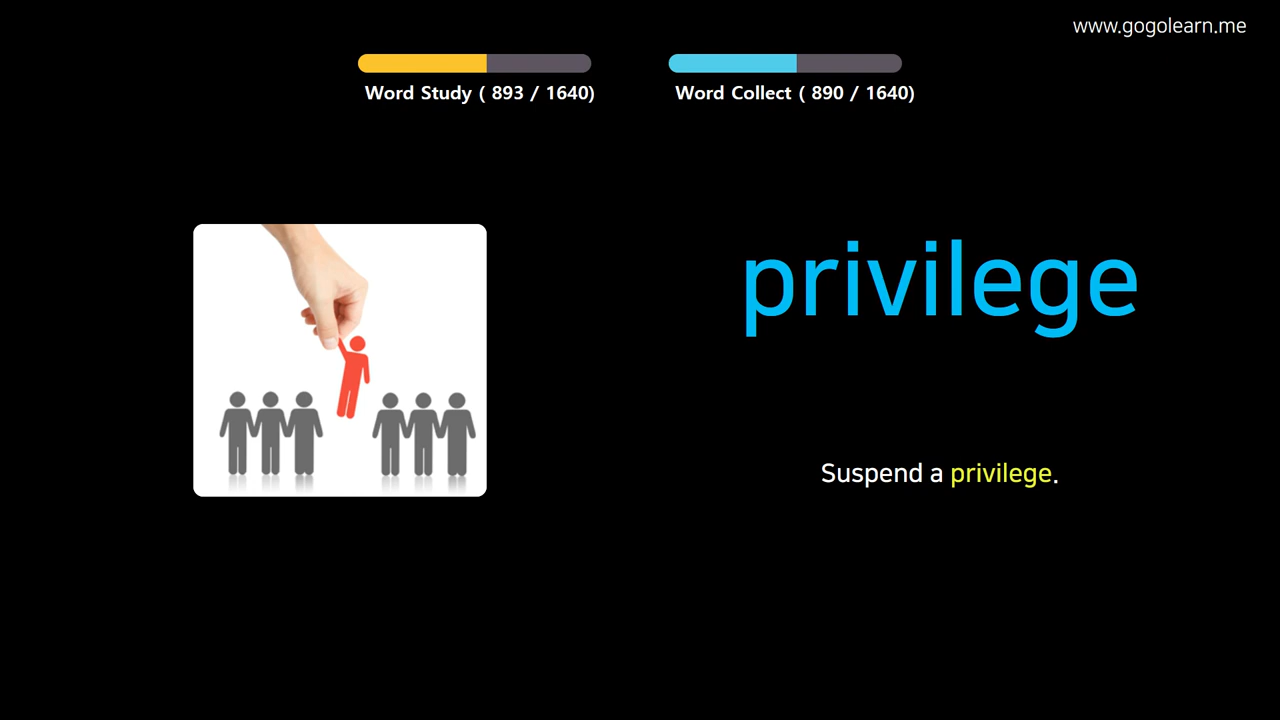 www.gogolearn.me
Word Study ( 893 / 1640)
Word Collect ( 890 / 1640)
privilege
Suspend a privilege.